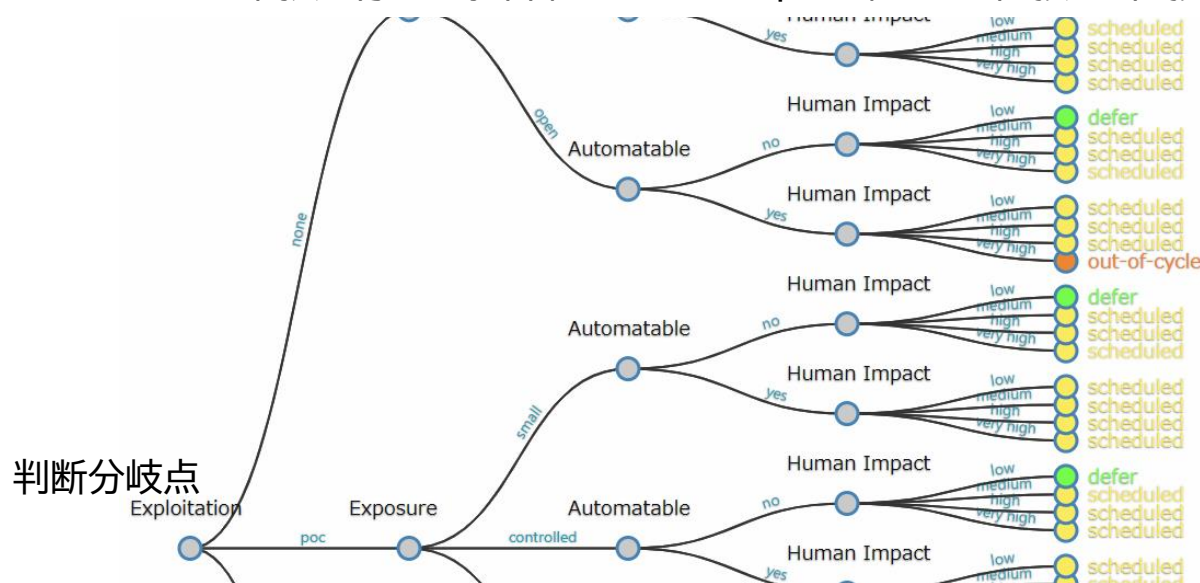 Human Impact
low
scheduled
yes
medium
scheduled
high
scheduled
very high
scheduled
Human Impact
low
defer
open
no
medium
scheduled
Automatable
high
scheduled
very high
scheduled
Human Impact
low
scheduled
yes
medium
scheduled
none
high
scheduled
very high
out-of-cycle
Human Impact
low
defer
no
medium
scheduled
Automatable
high
scheduled
very high
scheduled
Human Impact
low
scheduled
yes
medium
scheduled
small
high
scheduled
very high
scheduled
判断分岐点
Human Impact
low
defer
no
medium
scheduled
Exploitation
Exposure
Automatable
high
scheduled
very high
scheduled
poc
controlled
Human Impact
low
scheduled
yes
medium